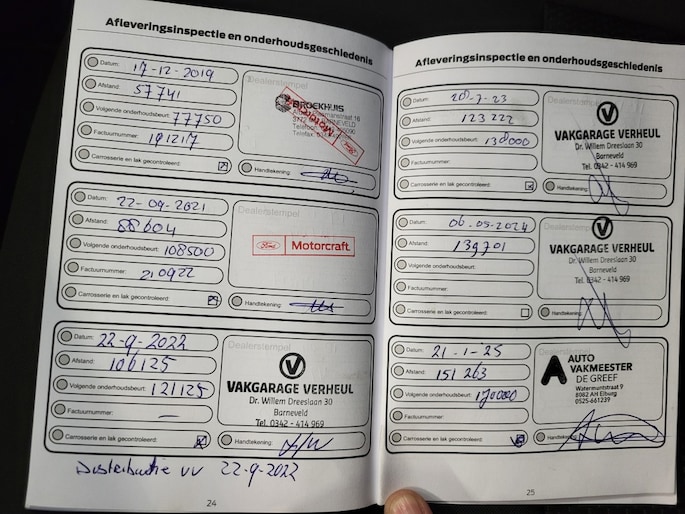 Afleveringsinspectie en onderhoudsgeschiedenis
Datum: 17-12-2019
Afstand: 57741
Volgende onderhoudsbeurt: 77750
Factuurnummer: 191217
Carrosserie en lak gecontroleerd:
Dealerstempel
BROEKHUIS
Handtekening:
Datum: 22-09-2021
Afstand: 88604
Volgende onderhoudsbeurt: 108500
Factuurnummer: 210922
Carrosserie en lak gecontroleerd:
Dealerstempel
Ford Motorcraft
Handtekening:
Datum: 22-9-2022
Afstand: 106125
Volgende onderhoudsbeurt: 121125
Factuurnummer:
Carrosserie en lak gecontroleerd:
Dealerstempel
VAKGARAGE VERHEUL
Dr. Willem Dreeslaan 30
Barneveld
Tel. 0342 - 414 969
Handtekening:
Distributie vv 22-9-2022
24
Afleveringsinspectie en onderhoudsgeschiedenis
Datum: 20-7-23
Afstand: 123222
Volgende onderhoudsbeurt: 138000
Factuurnummer:
Carrosserie en lak gecontroleerd:
VAKGARAGE VERHEUL
Dr. Willem Dreeslaan 30
Barneveld
Tel. 0342 - 414 969
Handtekening:
Datum: 06-05-2024
Afstand: 139701
Volgende onderhoudsbeurt:
Factuurnummer:
Carrosserie en lak gecontroleerd:
VAKGARAGE VERHEUL
Dr. Willem Dreeslaan 30
Barneveld
Tel. 0342 - 414 969
Handtekening:
Datum: 21-1-25
Afstand: 151263
Volgende onderhoudsbeurt: 170000
Factuurnummer:
Carrosserie en lak gecontroleerd:
AUTO
VAKMEESTER
DE GREEF
Watermuntstraat 9
8082 AH Elburg
0525-661239
25